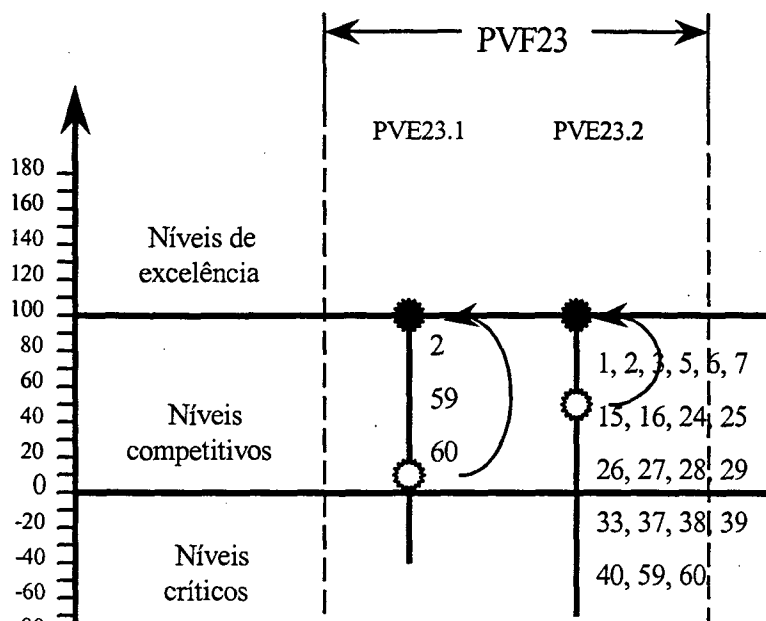 PVF23
PVE23.1 PVE23.2
180
160
140
120
100
80
60
40
20
0
-20
-40
-60
Níveis de
excelência
Níveis
competitivos
Níveis
críticos
2
59
60
1, 2, 3, 5, 6, 7
15, 16, 24, 25
26, 27, 28, 29
33, 37, 38, 39
40, 59, 60